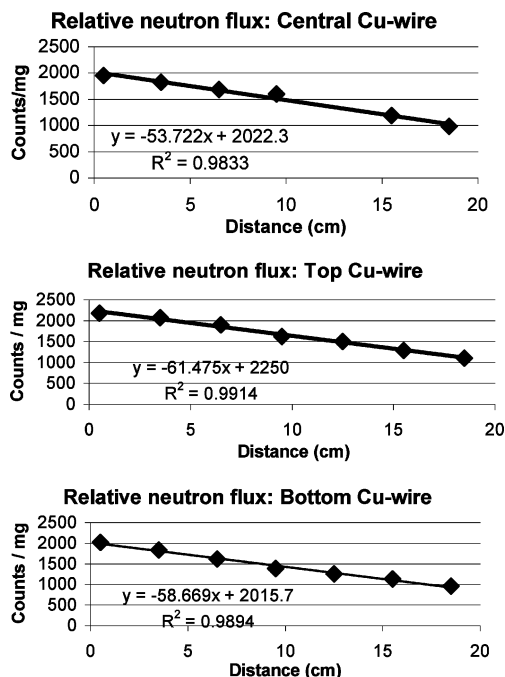 Relative neutron flux: Central Cu-wire
2500
2000
1500
1000
500
0
Counts/mg
y = -53.722x + 2022.3
R² = 0.9833
0 5 10 15 20
Distance (cm)
Relative neutron flux: Top Cu-wire
2500
2000
1500
1000
500
0
Counts / mg
y = -61.475x + 2250
R² = 0.9914
0 5 10 15 20
Distance (cm)
Relative neutron flux: Bottom Cu-wire
2500
2000
1500
1000
500
0
Counts / mg
y = -58.669x + 2015.7
R² = 0.9894
0 5 10 15 20
Distance (cm)